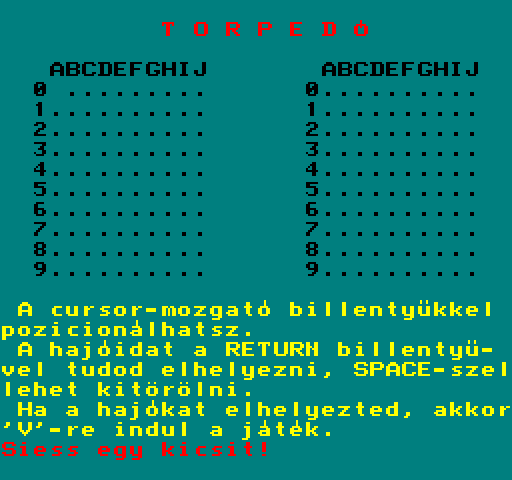 T O R P E D Ó
ABCDEFGHIJ ABCDEFGHIJ
0 ......... 0..........
1.......... 1..........
2.......... 2..........
3.......... 3..........
4.......... 4..........
5.......... 5..........
6.......... 6..........
7.......... 7..........
8.......... 8..........
9.......... 9..........
A cursor-mozgató billentyükkel
pozicionálhatsz.
A hajóidat a RETURN billentyü-
vel tudod elhelyezni, SPACE-szel
lehet kitörölni.
Ha a hajókat elhelyezted, akkor
'V'-re indul a játék.
Siess egy kicsit!